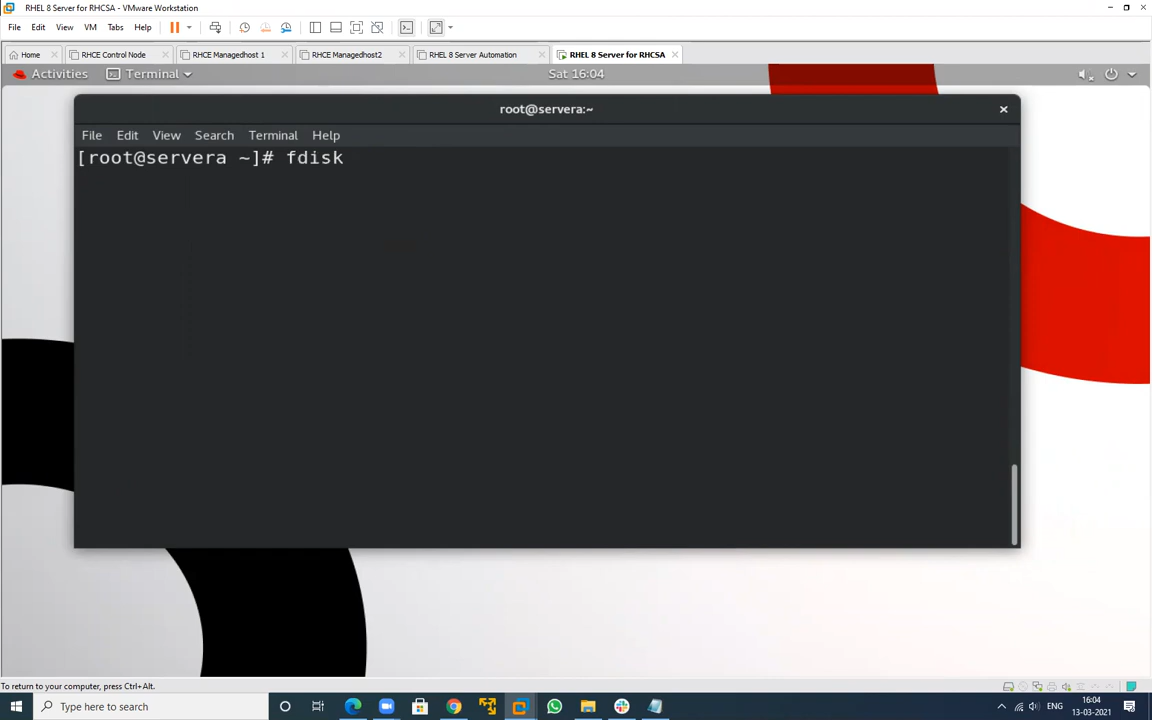 RHEL 8 Server for RHCSA - VMware Workstation
File Edit View VM Tabs Help
Home RHCE Control Node RHCE Managedhost 1 RHCE Managedhost2 RHEL 8 Server Automation RHEL 8 Server for RHCSA
Activities Terminal Sat 16:04
root@servera:~
File Edit View Search Terminal Help
[root@servera ~]# fdisk
To return to your computer, press Ctrl+Alt.
Type here to search
ENG
16:04
13-03-2021